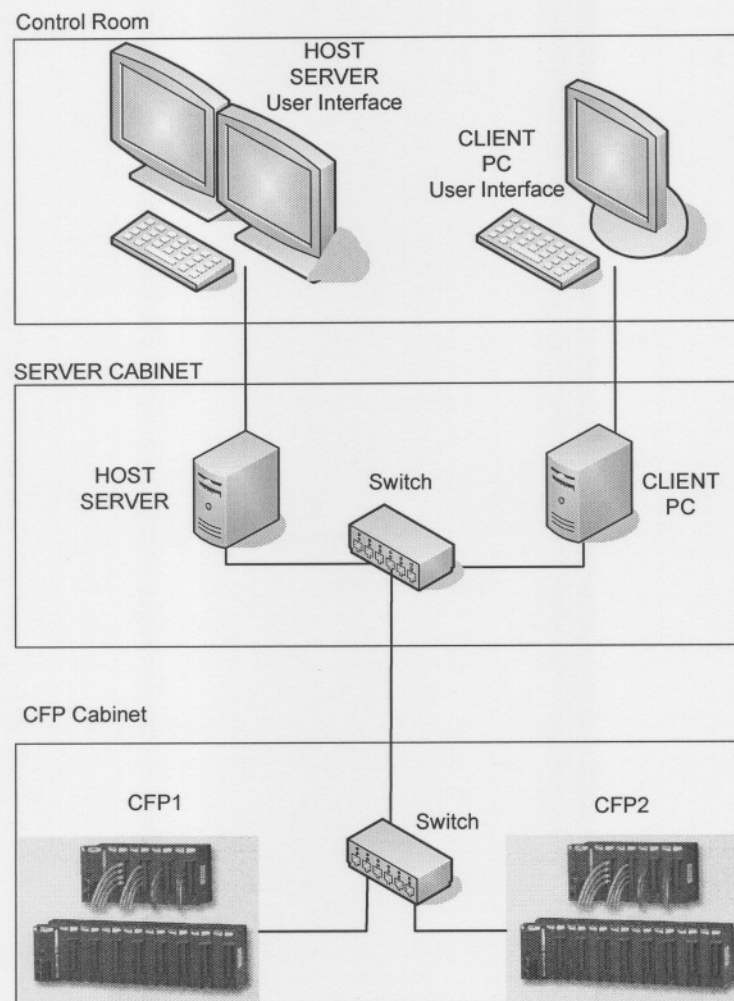 Control Room
HOST
SERVER
User Interface
CLIENT
PC
User Interface
SERVER CABINET
HOST
SERVER
Switch
CLIENT
PC
CFP Cabinet
CFP1
Switch
CFP2